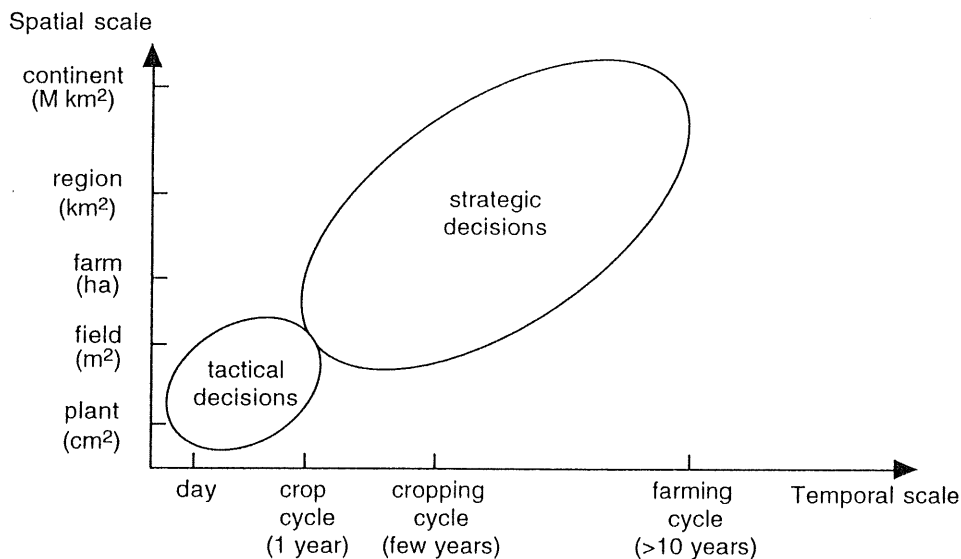 Spatial scale
continent
(M km²)
region
(km²)
farm
(ha)
field
(m²)
plant
(cm²)
strategic
decisions
tactical
decisions
day
crop
cycle
(1 year)
cropping
cycle
(few years)
farming
cycle
(>10 years)
Temporal scale